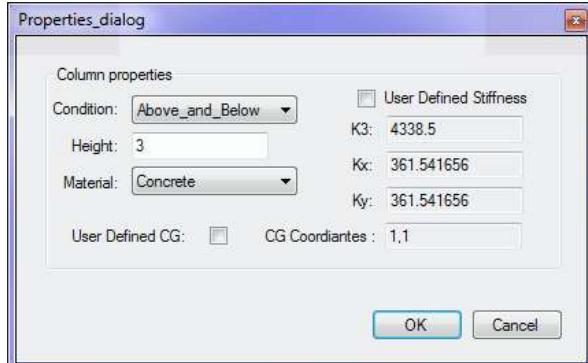 Properties_dialog
x
Column properties
Condition: Above_and_Below
User Defined Stiffness
Height: 3
K3: 4338.5
Material: Concrete
Kx: 361.541656
Ky: 361.541656
User Defined CG:
CG Coordiantes : 1,1
OK Cancel